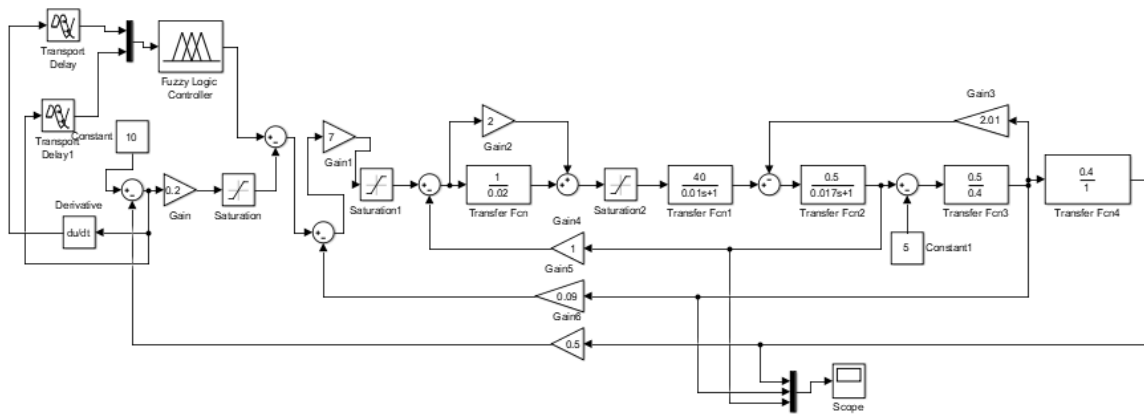 Transport
Delay
Fuzzy Logic
Controller
Transport
Delay1
Constant
10
Derivative
du/dt
0.2
Gain
Saturation
7
Gain1
Saturation1
2
Gain2
1
0.02
Transfer Fcn
Saturation2
40
0.01s+1
Transfer Fcn1
0.5
0.017s+1
Transfer Fcn2
Gain3
2.01
0.5
0.4
Transfer Fcn3
0.4
1
Transfer Fcn4
5
Constant1
Gain4
1
Gain5
0.09
Gain6
0.5
Scope